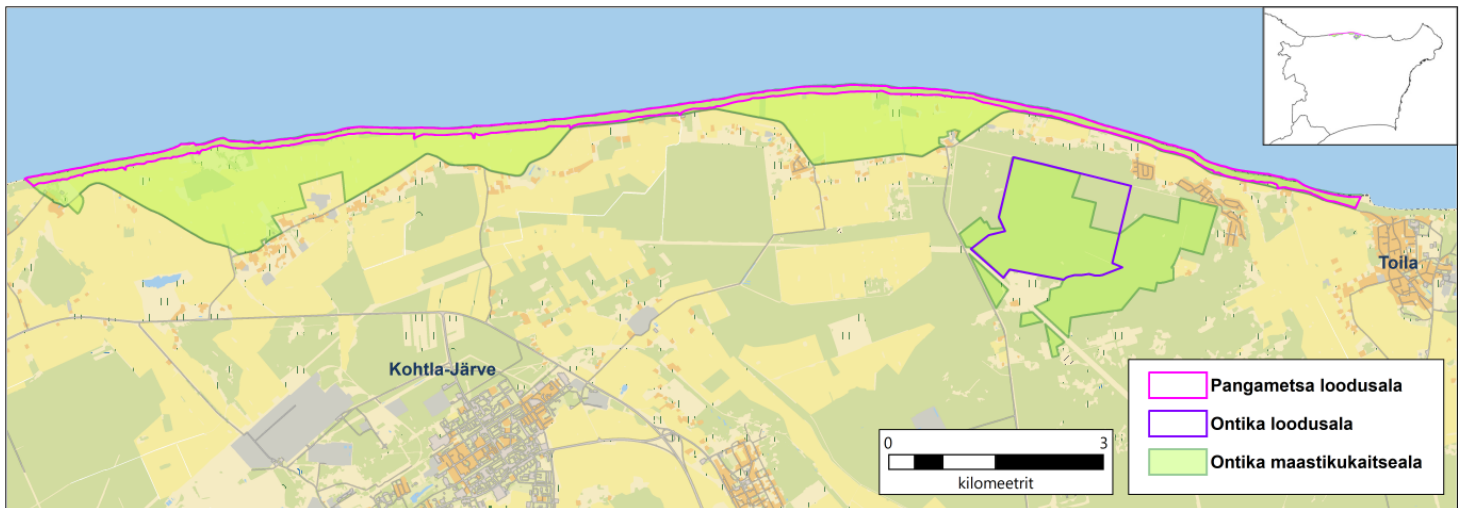 Toila
Kohtla-Järve
Pangametsa loodusala
Ontika loodusala
Ontika maastikukaitseala
0 3
kilomeetrit